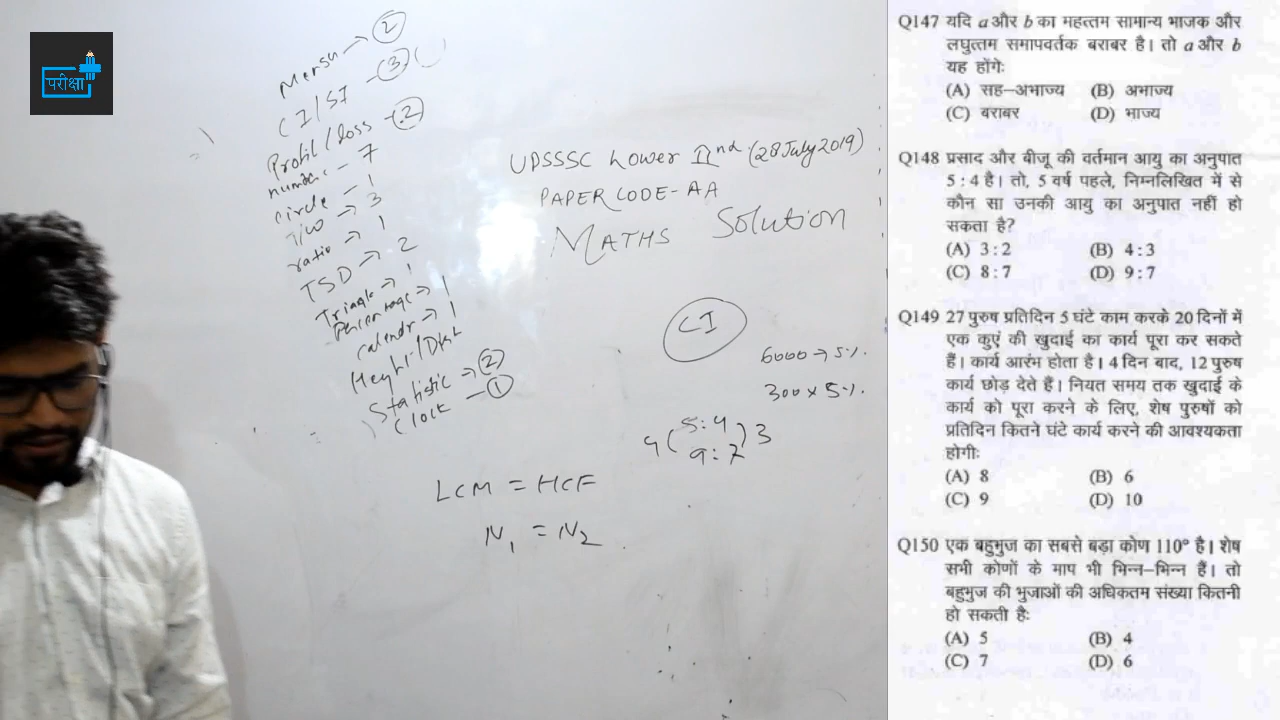 परीक्षा
Mensu → 2
CI/SI - 3
Profit/loss - 2
number - 7
circle - 1
T/W → 3
ratio → 1
TSD → 2
Triagle → 1
Percentage → 1
Calendr → 1
Height/Dist
Statistic → 2
Clock - 1
UPSSSC Lower IInd (28 July 2019)
PAPER CODE-AA
MATHS Solution
CI
6000 → 5%.
300 x 5%.
5:4
4 ( ) 3
9:7
LCM = HCF
N1 = N2
Q147 यदि a और b का महत्तम सामान्य भाजक और
लघुत्तम समापवर्तक बराबर है। तो a और b
यह होंगेः
(A) सह–अभाज्य (B) अभाज्य
(C) बराबर (D) भाज्य
Q148 प्रसाद और बीजू की वर्तमान आयु का अनुपात
5 : 4 है। तो, 5 वर्ष पहले, निम्नलिखित में से
कौन सा उनकी आयु का अनुपात नहीं हो
सकता है?
(A) 3 : 2 (B) 4 : 3
(C) 8 : 7 (D) 9 : 7
Q149 27 पुरुष प्रतिदिन 5 घंटे काम करके 20 दिनों में
एक कुएं की खुदाई का कार्य पूरा कर सकते
हैं। कार्य आरंभ होता है। 4 दिन बाद, 12 पुरुष
कार्य छोड़ देते हैं। नियत समय तक खुदाई के
कार्य को पूरा करने के लिए, शेष पुरुषों को
प्रतिदिन कितने घंटे कार्य करने की आवश्यकता
होगीः
(A) 8 (B) 6
(C) 9 (D) 10
Q150 एक बहुभुज का सबसे बड़ा कोण 110° है। शेष
सभी कोणों के माप भी भिन्न–भिन्न हैं। तो
बहुभुज की भुजाओं की अधिकतम संख्या कितनी
हो सकती हैः
(A) 5 (B) 4
(C) 7 (D) 6